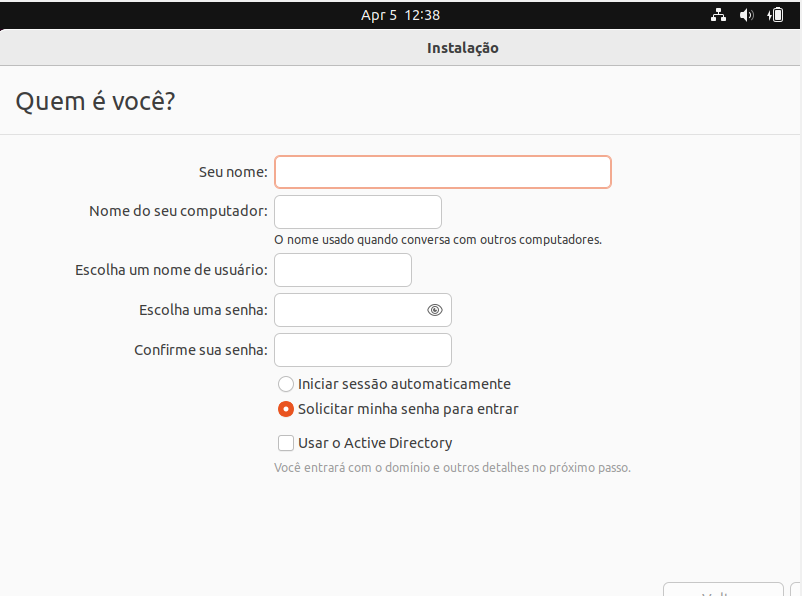 Apr 5 12:38
Instalação
Quem é você?
Seu nome:
Nome do seu computador:
O nome usado quando conversa com outros computadores.
Escolha um nome de usuário:
Escolha uma senha:
Confirme sua senha:
Iniciar sessão automaticamente
Solicitar minha senha para entrar
Usar o Active Directory
Você entrará com o domínio e outros detalhes no próximo passo.